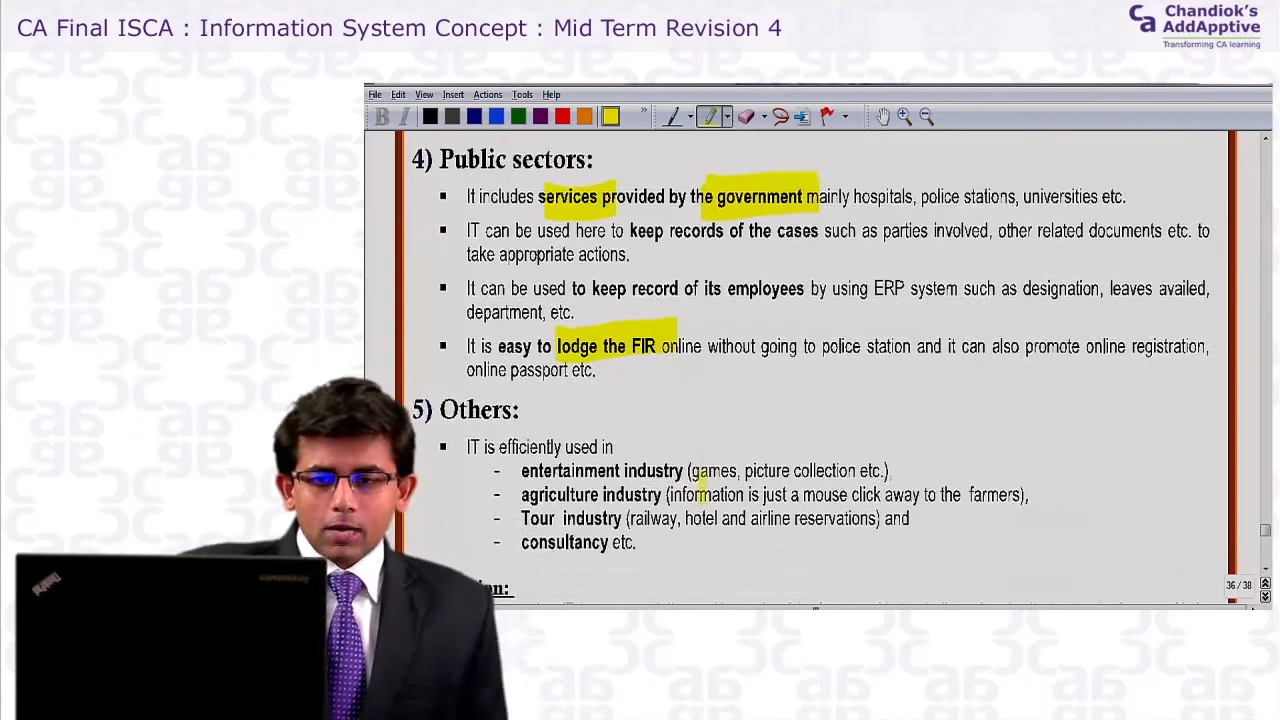 CA Final ISCA : Information System Concept : Mid Term Revision 4
Chandiok's
AddApptive
Transforming CA learning
File Edit View Insert Actions Tools Help
B I
4) Public sectors:
▪ It includes services provided by the government mainly hospitals, police stations, universities etc.
▪ IT can be used here to keep records of the cases such as parties involved, other related documents etc. to
take appropriate actions.
▪ It can be used to keep record of its employees by using ERP system such as designation, leaves availed,
department, etc.
▪ It is easy to lodge the FIR online without going to police station and it can also promote online registration,
online passport etc.
5) Others:
▪ IT is efficiently used in
- entertainment industry (games, picture collection etc.),
- agriculture industry (information is just a mouse click away to the farmers),
- Tour industry (railway, hotel and airline reservations) and
- consultancy etc.
36 / 38